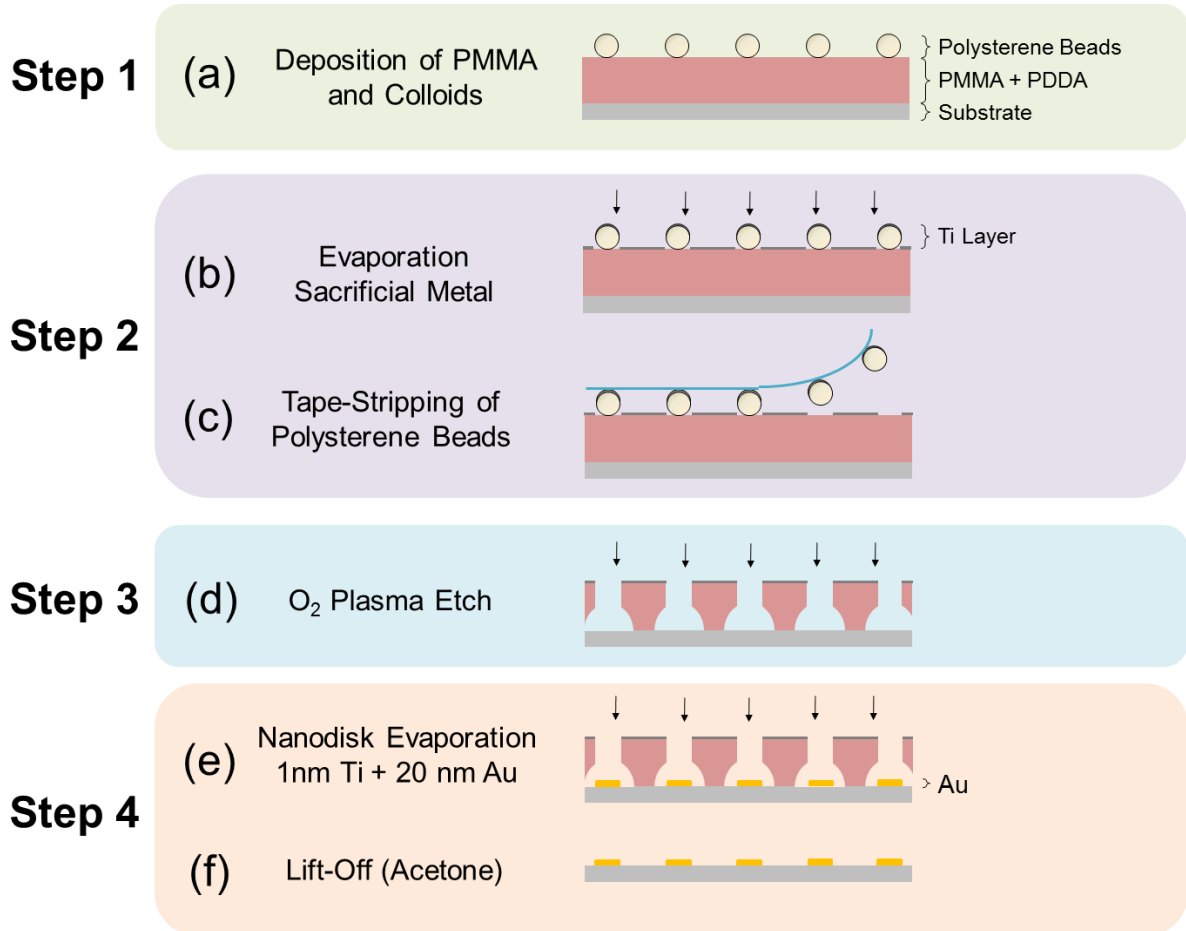 Step 1
(a)
Deposition of PMMA
and Colloids
Polysterene Beads
PMMA + PDDA
Substrate
Step 2
(b)
Evaporation
Sacrificial Metal
Ti Layer
(c)
Tape-Stripping of
Polysterene Beads
Step 3
(d)
O₂ Plasma Etch
Step 4
(e)
Nanodisk Evaporation
1nm Ti + 20 nm Au
Au
(f)
Lift-Off (Acetone)